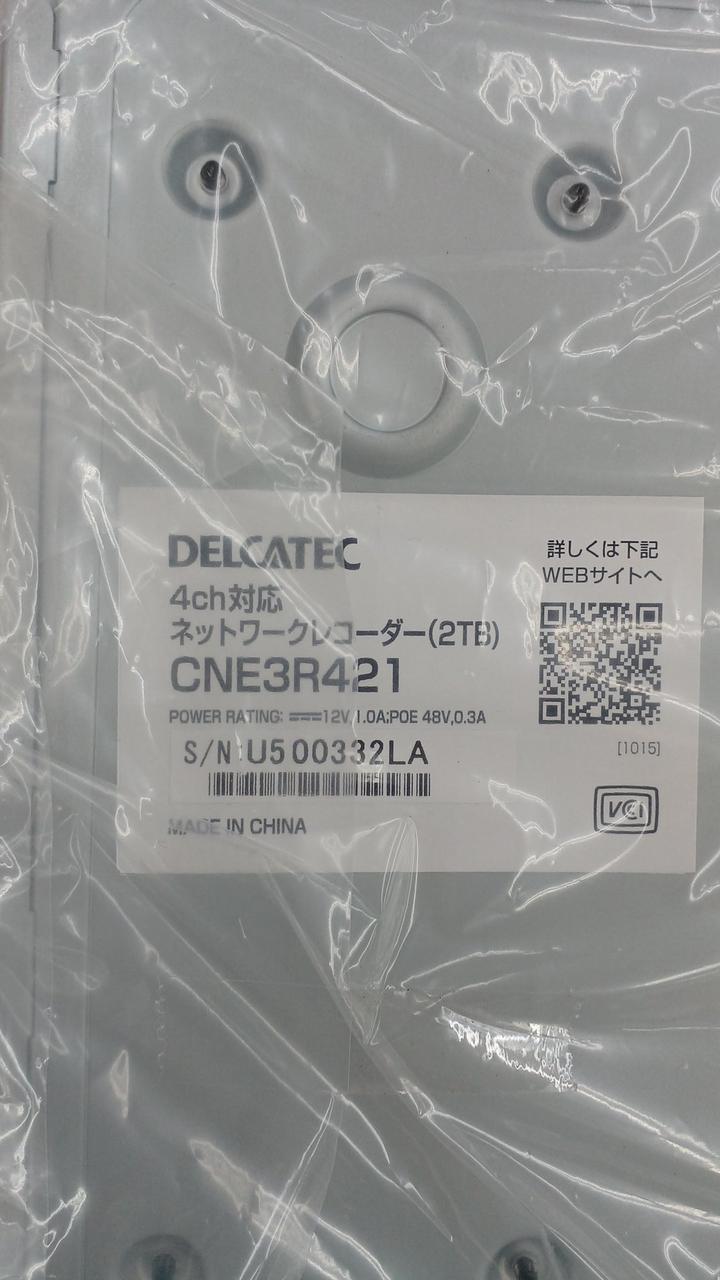 DELCATEC
4ch対応
ネットワークレコーダー(2TB)
CNE3R421
POWER RATING: ⎓12V,1.0A;POE 48V,0.3A
S/N:U500332LA
MADE IN CHINA
詳しくは下記
WEBサイトへ
[1015]
VCI